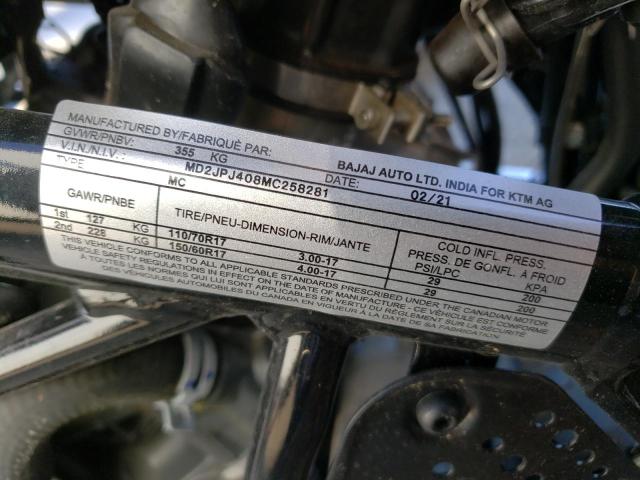 MANUFACTURED BY/FABRIQUÉ PAR: BAJAJ AUTO LTD. INDIA FOR KTM AG
GVWR/PNBV: 355 KG DATE: 02/21
V.I.N./N.I.V.: MD2JPJ408MC258281
TYPE MC
GAWR/PNBE TIRE/PNEU-DIMENSION-RIM/JANTE COLD INFL. PRESS.
PRESS. DE GONFL. À FROID
PSI/LPC KPA
1st 127 KG 110/70R17 3.00-17 29 200
2nd 228 KG 150/60R17 4.00-17 29 200
THIS VEHICLE CONFORMS TO ALL APPLICABLE STANDARDS PRESCRIBED UNDER THE CANADIAN MOTOR
VEHICLE SAFETY REGULATIONS IN EFFECT ON THE DATE OF MANUFACTURE - CE VÉHICULE EST CONFORME
À TOUTES LES NORMES QUI LUI SONT APPLICABLES EN VERTU DU RÈGLEMENT SUR LA SÉCURITÉ
DES VÉHICULES AUTOMOBILES DU CANADA EN VIGUEUR À LA DATE DE SA FABRICATION